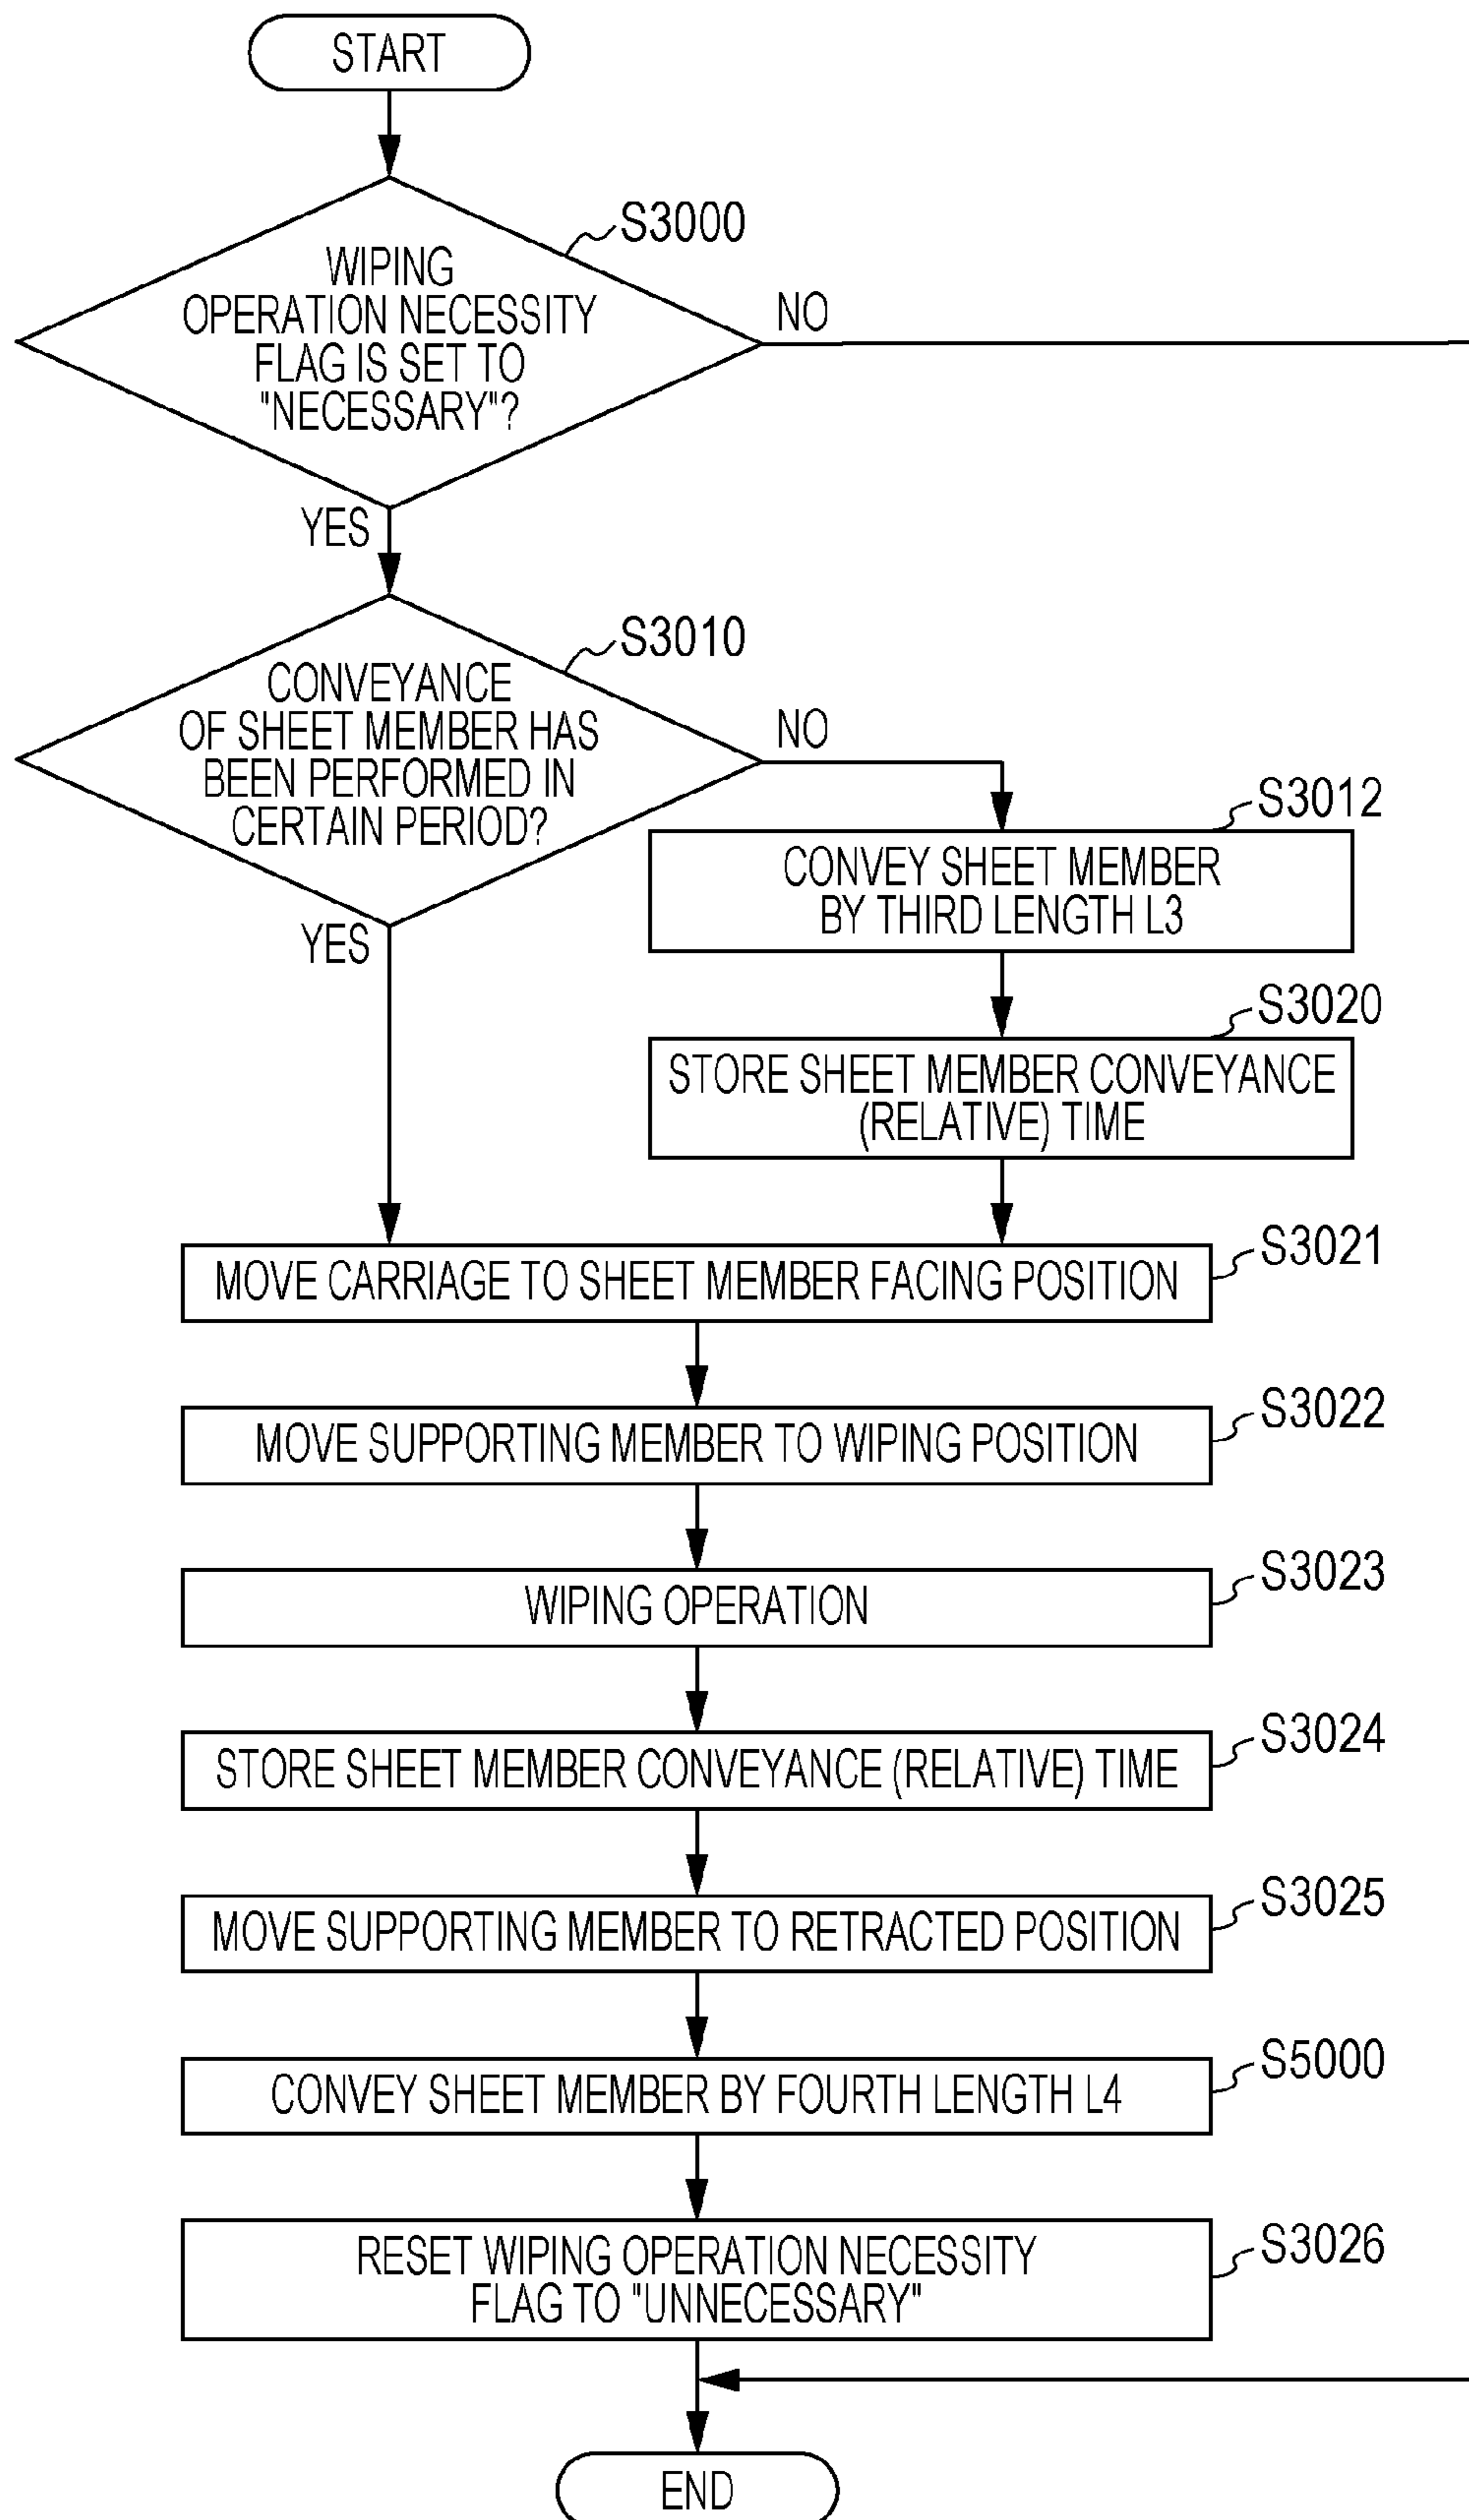 START
S3000
WIPING
OPERATION NECESSITY
FLAG IS SET TO
"NECESSARY"?
NO
YES
S3010
CONVEYANCE
OF SHEET MEMBER HAS
BEEN PERFORMED IN
CERTAIN PERIOD?
NO
YES
S3012
CONVEY SHEET MEMBER
BY THIRD LENGTH L3
S3020
STORE SHEET MEMBER CONVEYANCE
(RELATIVE) TIME
S3021
MOVE CARRIAGE TO SHEET MEMBER FACING POSITION
S3022
MOVE SUPPORTING MEMBER TO WIPING POSITION
S3023
WIPING OPERATION
S3024
STORE SHEET MEMBER CONVEYANCE (RELATIVE) TIME
S3025
MOVE SUPPORTING MEMBER TO RETRACTED POSITION
S5000
CONVEY SHEET MEMBER BY FOURTH LENGTH L4
S3026
RESET WIPING OPERATION NECESSITY
FLAG TO "UNNECESSARY"
END